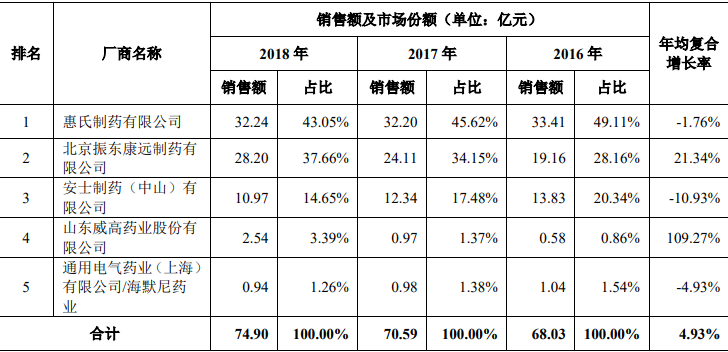 排名 厂商名称 销售额及市场份额（单位：亿元） 年均复合增长率
2018 年 2017 年 2016 年
销售额 占比 销售额 占比 销售额 占比
1 惠氏制药有限公司 32.24 43.05% 32.20 45.62% 33.41 49.11% -1.76%
2 北京振东康远制药有限公司 28.20 37.66% 24.11 34.15% 19.16 28.16% 21.34%
3 安士制药（中山）有限公司 10.97 14.65% 12.34 17.48% 13.83 20.34% -10.93%
4 山东威高药业股份有限公司 2.54 3.39% 0.97 1.37% 0.58 0.86% 109.27%
5 通用电气药业（上海）有限公司/海默尼药业 0.94 1.26% 0.98 1.38% 1.04 1.54% -4.93%
合计 74.90 100.00% 70.59 100.00% 68.03 100.00% 4.93%